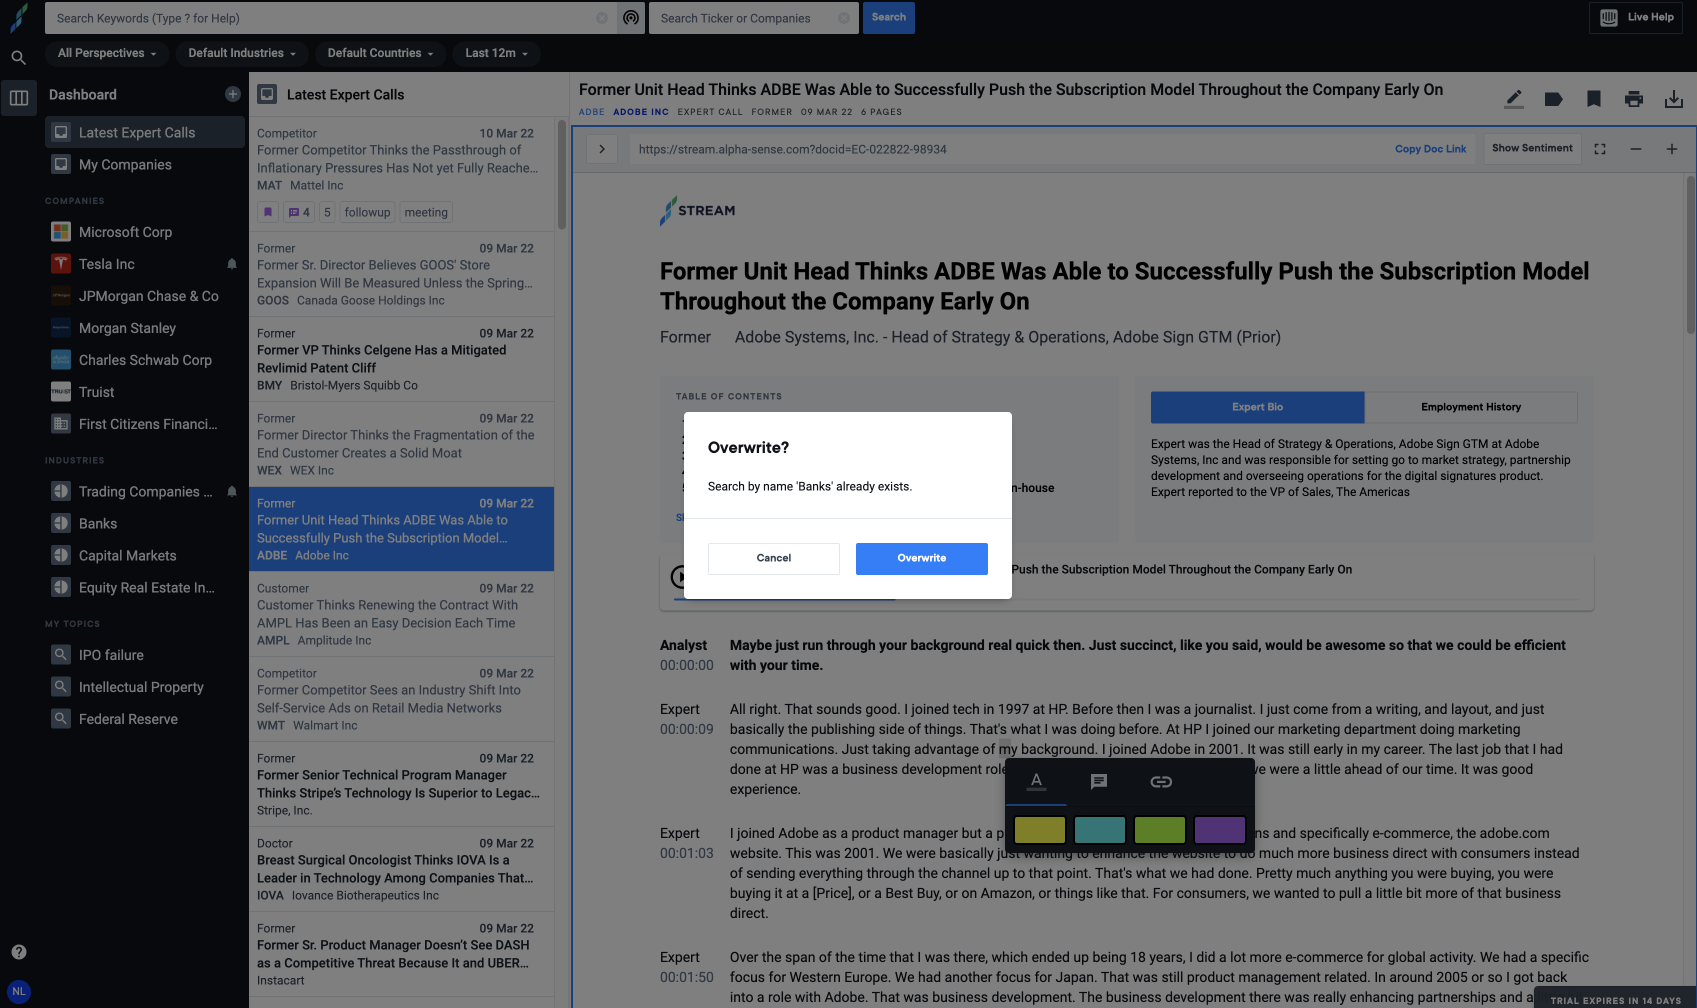 Search Keywords (Type ? for Help)
Search Ticker or Companies
Search
Live Help
All Perspectives
Default Industries
Default Countries
Last 12m
Dashboard
Latest Expert Calls
My Companies
COMPANIES
Microsoft Corp
Tesla Inc
JPMorgan Chase & Co
Morgan Stanley
Charles Schwab Corp
Truist
First Citizens Financi...
INDUSTRIES
Trading Companies ...
Banks
Capital Markets
Equity Real Estate In...
MY TOPICS
IPO failure
Intellectual Property
Federal Reserve
NL
Latest Expert Calls
Competitor 10 Mar 22
Former Competitor Thinks the Passthrough of
Inflationary Pressures Has Not yet Fully Reache...
MAT Mattel Inc
4 5 followup meeting
Former 09 Mar 22
Former Sr. Director Believes GOOS' Store
Expansion Will Be Measured Unless the Spring...
GOOS Canada Goose Holdings Inc
Former 09 Mar 22
Former VP Thinks Celgene Has a Mitigated
Revlimid Patent Cliff
BMY Bristol-Myers Squibb Co
Former 09 Mar 22
Former Director Thinks the Fragmentation of the
End Customer Creates a Solid Moat
WEX WEX Inc
Former 09 Mar 22
Former Unit Head Thinks ADBE Was Able to
Successfully Push the Subscription Model...
ADBE Adobe Inc
Customer 09 Mar 22
Customer Thinks Renewing the Contract With
AMPL Has Been an Easy Decision Each Time
AMPL Amplitude Inc
Competitor 09 Mar 22
Former Competitor Sees an Industry Shift Into
Self-Service Ads on Retail Media Networks
WMT Walmart Inc
Former 09 Mar 22
Former Senior Technical Program Manager
Thinks Stripe's Technology Is Superior to Legac...
Stripe, Inc.
Doctor 09 Mar 22
Breast Surgical Oncologist Thinks IOVA Is a
Leader in Technology Among Companies That...
IOVA Iovance Biotherapeutics Inc
Former 09 Mar 22
Former Sr. Product Manager Doesn't See DASH
as a Competitive Threat Because It and UBER...
Instacart
Former Unit Head Thinks ADBE Was Able to Successfully Push the Subscription Model Throughout the Company Early On
ADBE ADOBE INC EXPERT CALL FORMER 09 MAR 22 6 PAGES
https://stream.alpha-sense.com?docid=EC-022822-98934
Copy Doc Link
Show Sentiment
STREAM
Former Unit Head Thinks ADBE Was Able to Successfully Push the Subscription Model
Throughout the Company Early On
Former Adobe Systems, Inc. - Head of Strategy & Operations, Adobe Sign GTM (Prior)
TABLE OF CONTENTS
n-house
Expert Bio
Employment History
Expert was the Head of Strategy & Operations, Adobe Sign GTM at Adobe
Systems, Inc and was responsible for setting go to market strategy, partnership
development and overseeing operations for the digital signatures product.
Expert reported to the VP of Sales, The Americas
Overwrite?
Search by name 'Banks' already exists.
Cancel
Overwrite
Push the Subscription Model Throughout the Company Early On
Analyst Maybe just run through your background real quick then. Just succinct, like you said, would be awesome so that we could be efficient
00:00:00 with your time.
Expert All right. That sounds good. I joined tech in 1997 at HP. Before then I was a journalist. I just come from a writing, and layout, and just
00:00:09 basically the publishing side of things. That's what I was doing before. At HP I joined our marketing department doing marketing
communications. Just taking advantage of my background. I joined Adobe in 2001. It was still early in my career. The last job that I had
done at HP was a business development role ve were a little ahead of our time. It was good
experience.
A
Expert I joined Adobe as a product manager but a p ns and specifically e-commerce, the adobe.com
00:01:03 website. This was 2001. We were basically just wanting to enhance the website to do much more business direct with consumers instead
of sending everything through the channel up to that point. That's what we had done. Pretty much anything you were buying, you were
buying it at a [Price], or a Best Buy, or on Amazon, or things like that. For consumers, we wanted to pull a little bit more of that business
direct.
Expert Over the span of the time that I was there, which ended up being 18 years, I did a lot more e-commerce for global activity. We had a specific
00:01:50 focus for Western Europe. We had another focus for Japan. That was still product management related. In around 2005 or so I got back
into a role with Adobe. That was business development. The business development there was really enhancing partnerships and a
TRIAL EXPIRES IN 14 DAYS